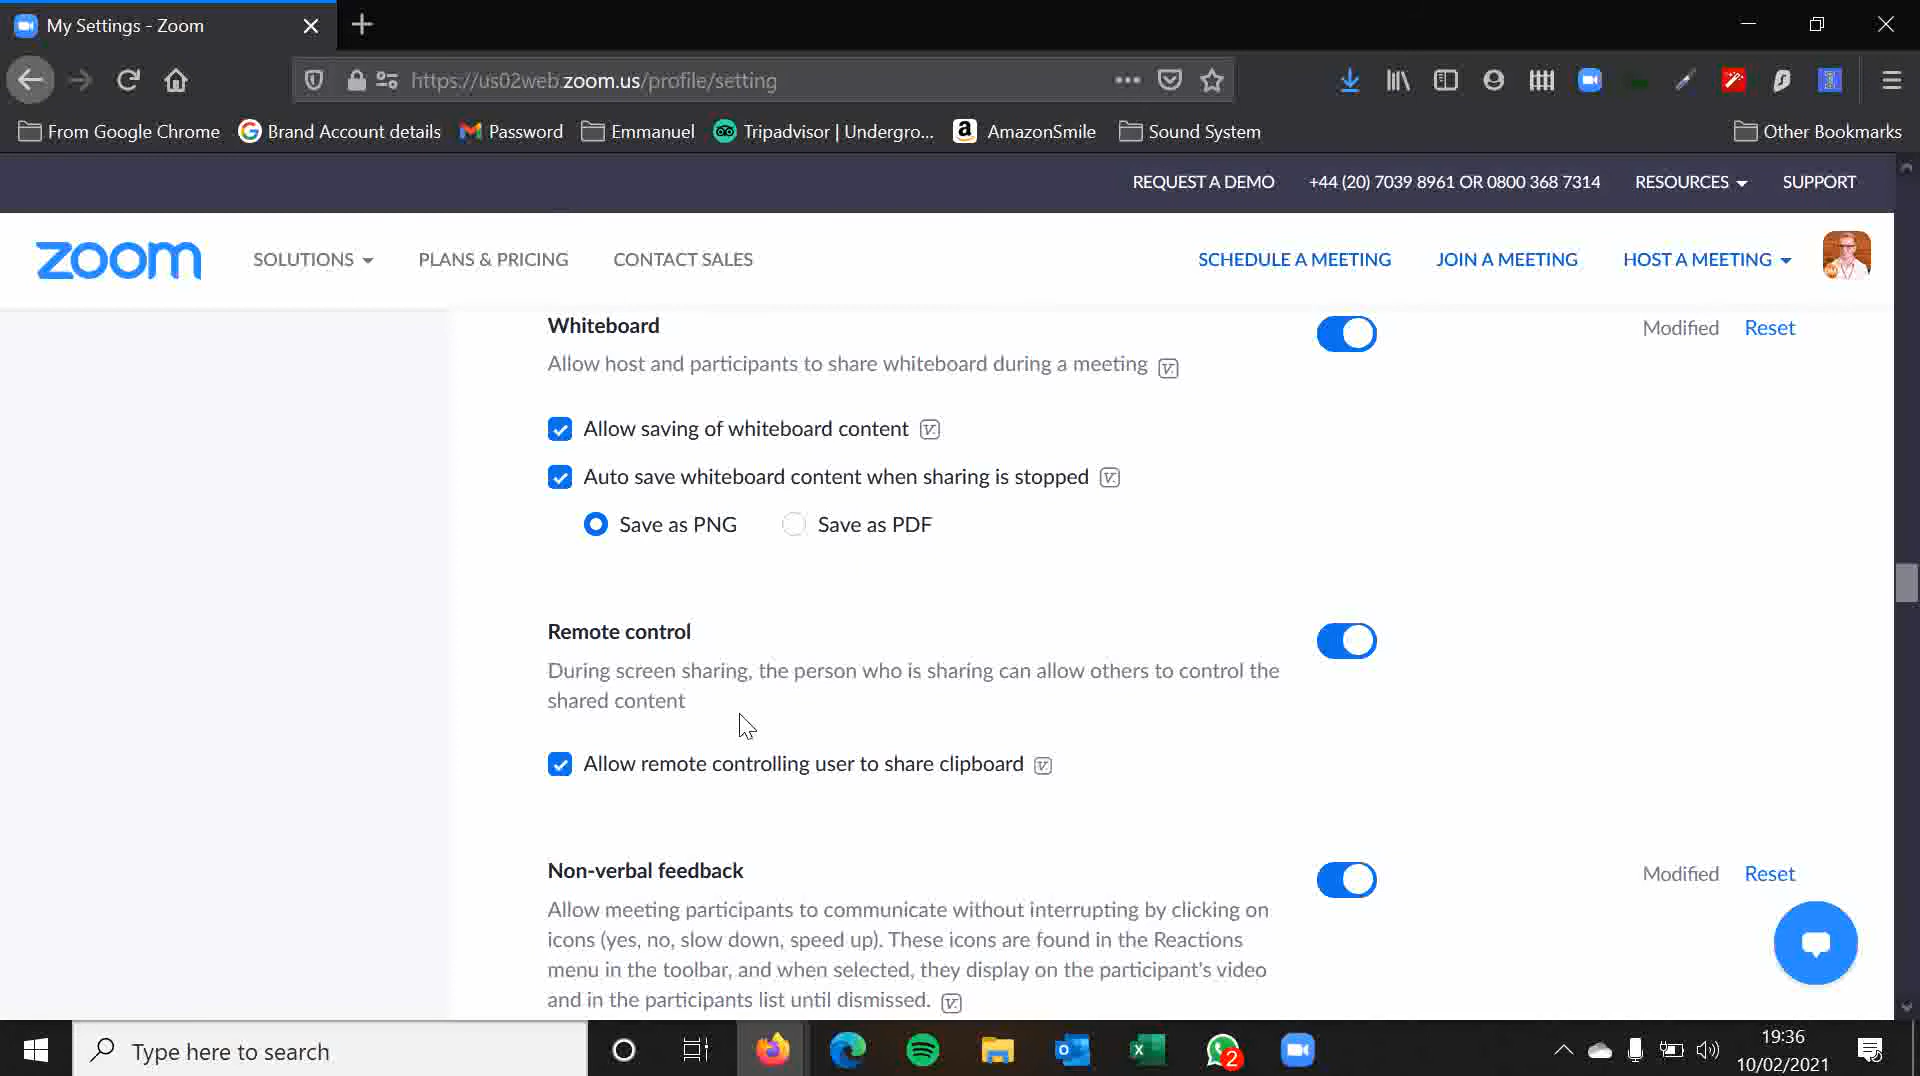 My Settings - Zoom
https://us02web.zoom.us/profile/setting
From Google Chrome
Brand Account details
Password
Emmanuel
Tripadvisor | Undergro...
AmazonSmile
Sound System
Other Bookmarks
REQUEST A DEMO
+44 (20) 7039 8961 OR 0800 368 7314
RESOURCES
SUPPORT
zoom
SOLUTIONS
PLANS & PRICING
CONTACT SALES
SCHEDULE A MEETING
JOIN A MEETING
HOST A MEETING
Whiteboard
Modified
Reset
Allow host and participants to share whiteboard during a meeting
Allow saving of whiteboard content
Auto save whiteboard content when sharing is stopped
Save as PNG
Save as PDF
Remote control
During screen sharing, the person who is sharing can allow others to control the
shared content
Allow remote controlling user to share clipboard
Non-verbal feedback
Modified
Reset
Allow meeting participants to communicate without interrupting by clicking on
icons (yes, no, slow down, speed up). These icons are found in the Reactions
menu in the toolbar, and when selected, they display on the participant's video
and in the participants list until dismissed.
Type here to search
2
19:36
10/02/2021